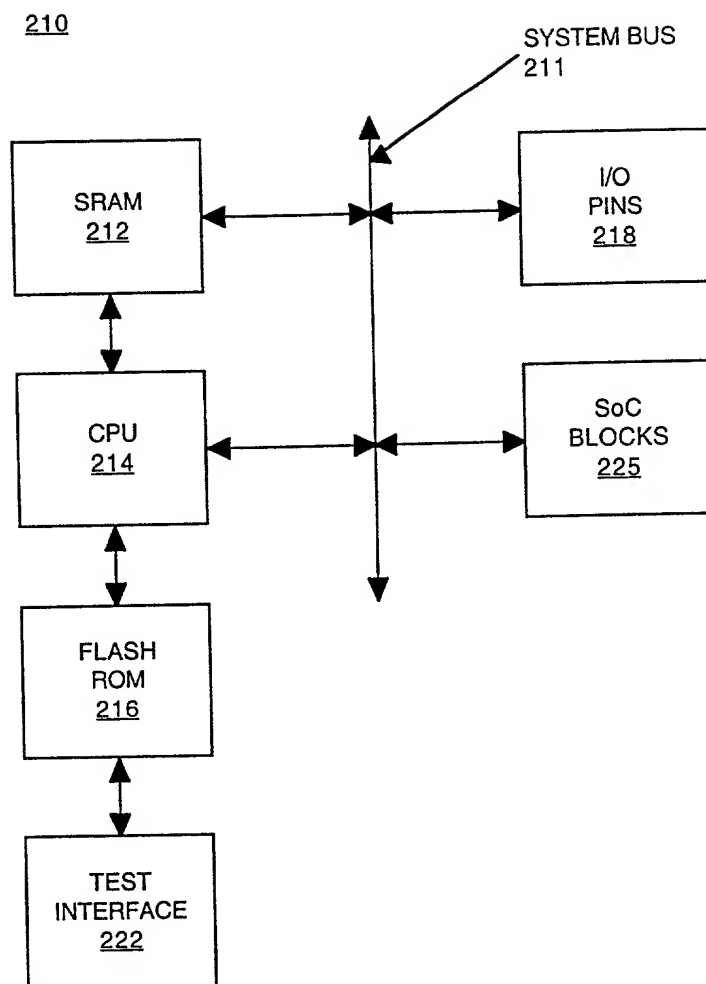 210
SYSTEM BUS
211
SRAM
212
I/O
PINS
218
CPU
214
SoC
BLOCKS
225
FLASH
ROM
216
TEST
INTERFACE
222